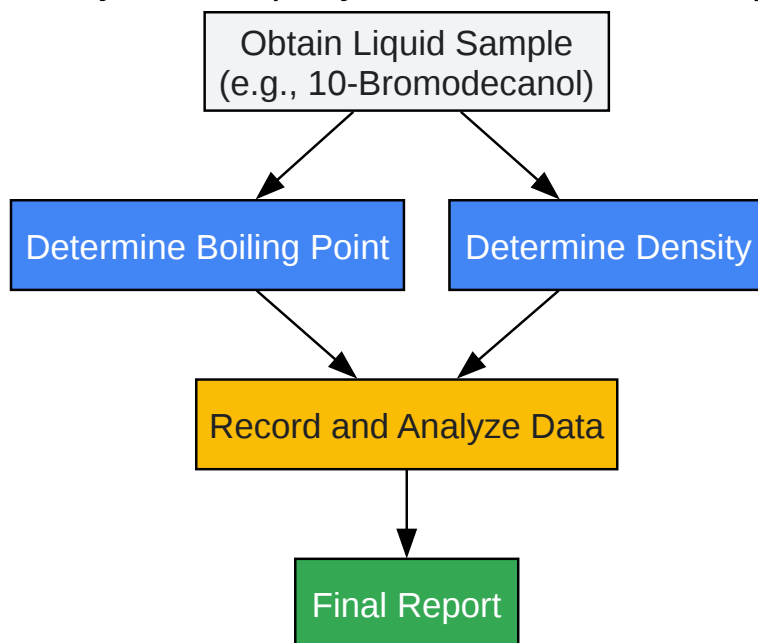 Obtain Liquid Sample
(e.g., 10-Bromodecanol)
Determine Boiling Point
Determine Density
Record and Analyze Data
Final Report